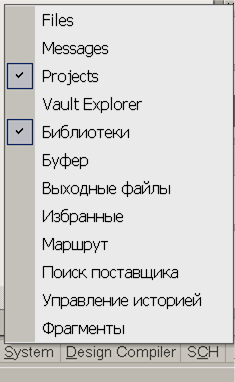 Files
Messages
Projects
Vault Explorer
Библиотеки
Буфер
Выходные файлы
Избранные
Маршрут
Поиск поставщика
Управление историей
Фрагменты
System Design Compiler SCH